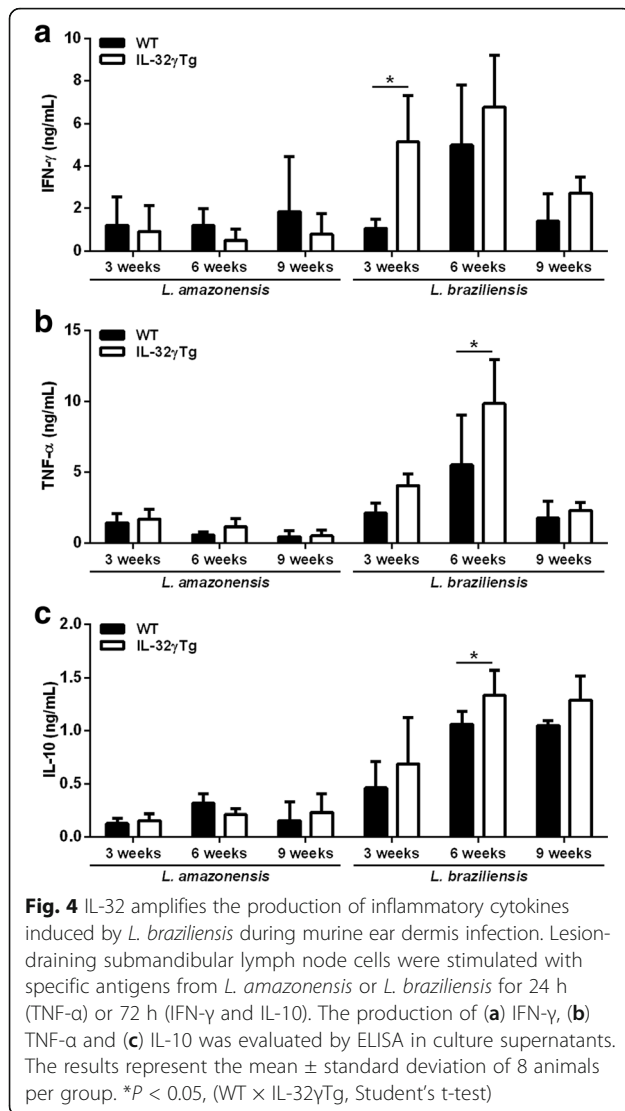 a
WT
IL-32γTg
IFN-γ (ng/mL)
10
8
6
4
2
0
*
3 weeks 6 weeks 9 weeks 3 weeks 6 weeks 9 weeks
L. amazonensis L. braziliensis
b
WT
IL-32γTg
TNF-α (ng/mL)
15
10
5
0
*
3 weeks 6 weeks 9 weeks 3 weeks 6 weeks 9 weeks
L. amazonensis L. braziliensis
c
WT
IL-32γTg
IL-10 (ng/mL)
2.0
1.5
1.0
0.5
0.0
*
3 weeks 6 weeks 9 weeks 3 weeks 6 weeks 9 weeks
L. amazonensis L. braziliensis
Fig. 4 IL-32 amplifies the production of inflammatory cytokines
induced by L. braziliensis during murine ear dermis infection. Lesion-
draining submandibular lymph node cells were stimulated with
specific antigens from L. amazonensis or L. braziliensis for 24 h
(TNF-α) or 72 h (IFN-γ and IL-10). The production of (a) IFN-γ, (b)
TNF-α and (c) IL-10 was evaluated by ELISA in culture supernatants.
The results represent the mean ± standard deviation of 8 animals
per group. *P < 0.05, (WT × IL-32γTg, Student's t-test)